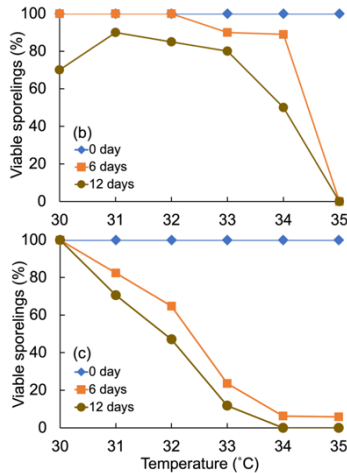 Viable sporelings (%)
100
80
60
40
20
0
(b)
0 day
6 days
12 days
30 31 32 33 34 35
Viable sporelings (%)
100
80
60
40
20
0
(c)
0 day
6 days
12 days
30 31 32 33 34 35
Temperature (˚C)